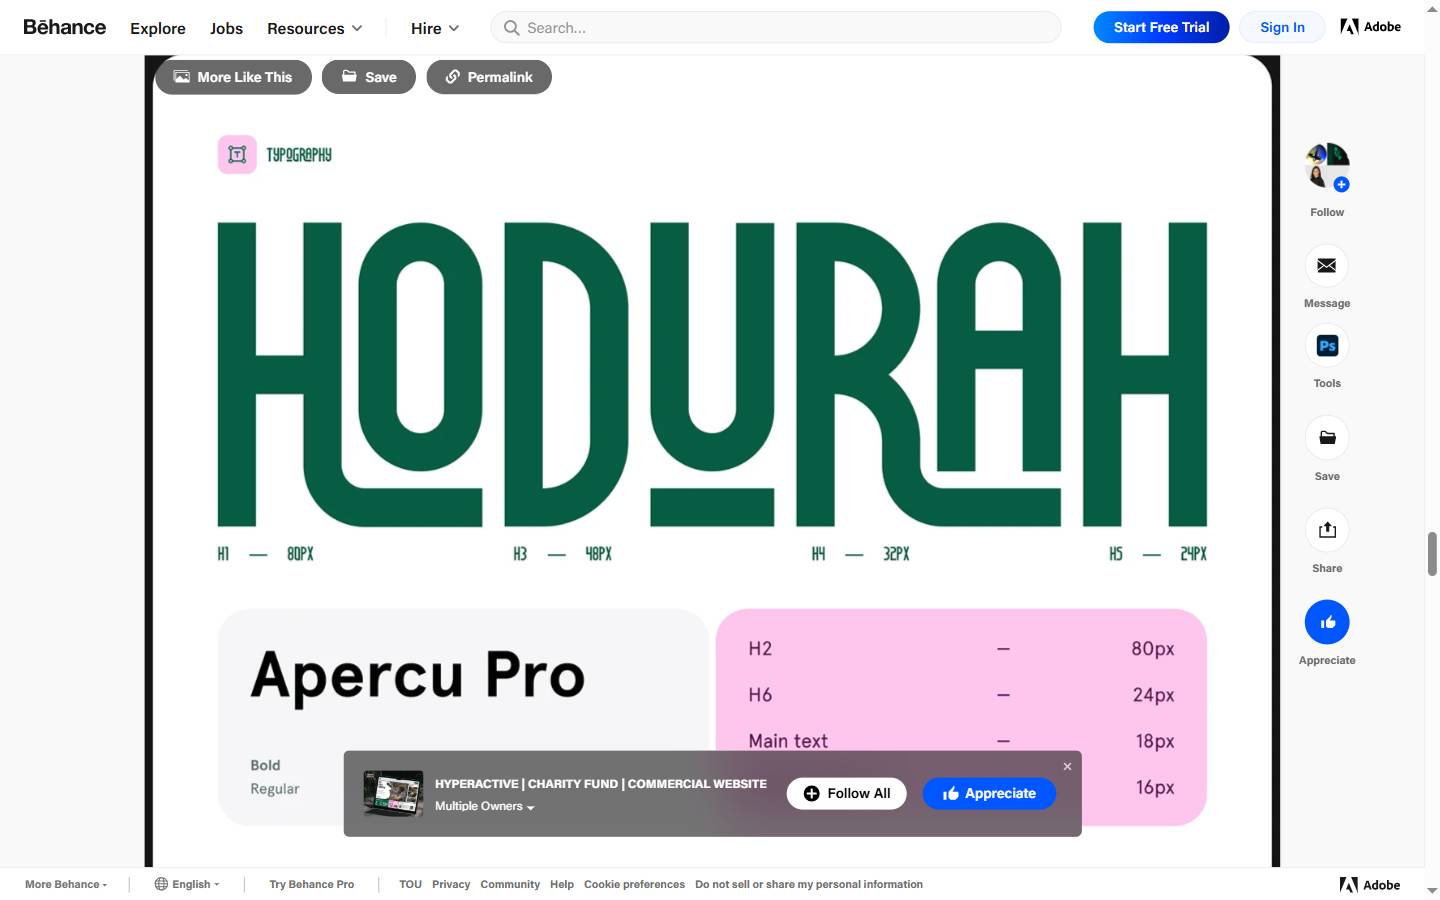 Bēhance Explore Jobs Resources Hire Search... Start Free Trial Sign In Adobe
More Like This Save Permalink
TYPOGRAPHY
HODURAH
H1 — 80PX H3 — 48PX H4 — 32PX H5 — 24PX
Apercu Pro
Bold
Regular
H2 — 80px
H6 — 24px
Main text — 18px
16px
HYPERACTIVE | CHARITY FUND | COMMERCIAL WEBSITE
Multiple Owners
Follow All Appreciate
Follow
Message
Ps
Tools
Save
Share
Appreciate
More Behance English Try Behance Pro TOU Privacy Community Help Cookie preferences Do not sell or share my personal information Adobe